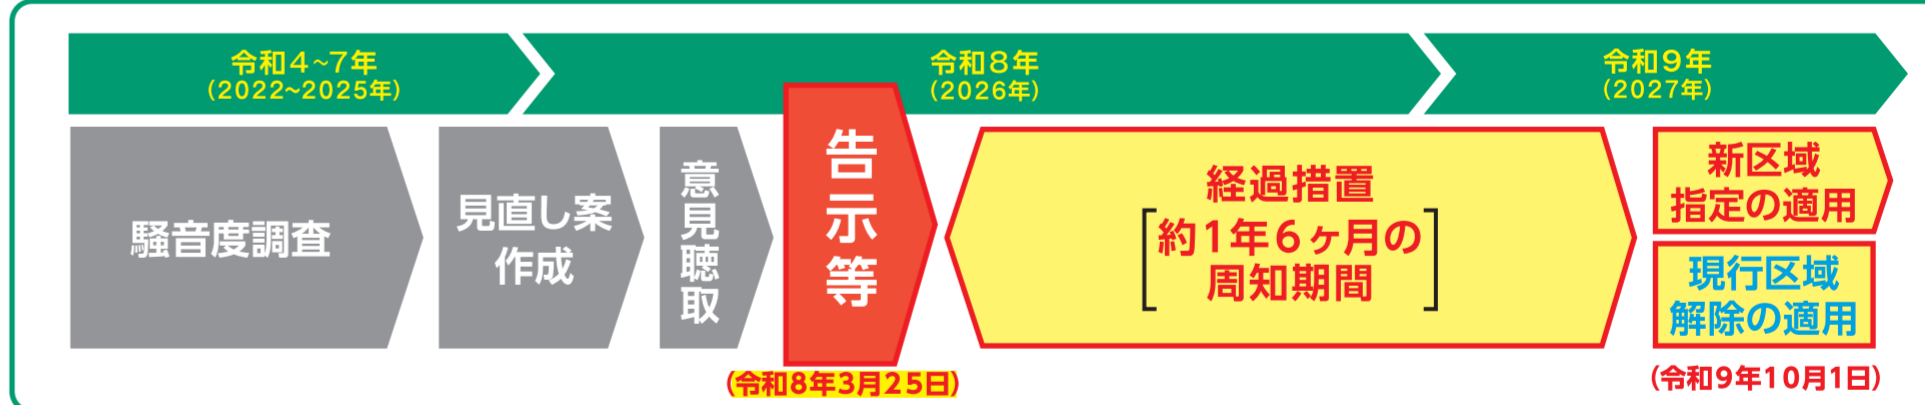 令和4~7年
(2022~2025年)
令和8年
(2026年)
令和9年
(2027年)
騒音度調査
見直し案
作成
意見聴取
告示等
(令和8年3月25日)
経過措置
[約1年6ヶ月の
周知期間]
新区域
指定の適用
現行区域
解除の適用
(令和9年10月1日)